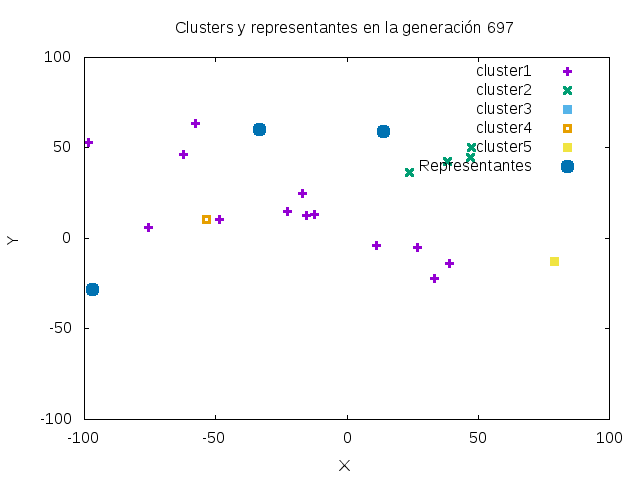 Clusters y representantes en la generación 697
100
50
0
-50
-100
-100
-50
0
50
100
Y
X
cluster1
cluster2
cluster3
cluster4
cluster5
Representantes